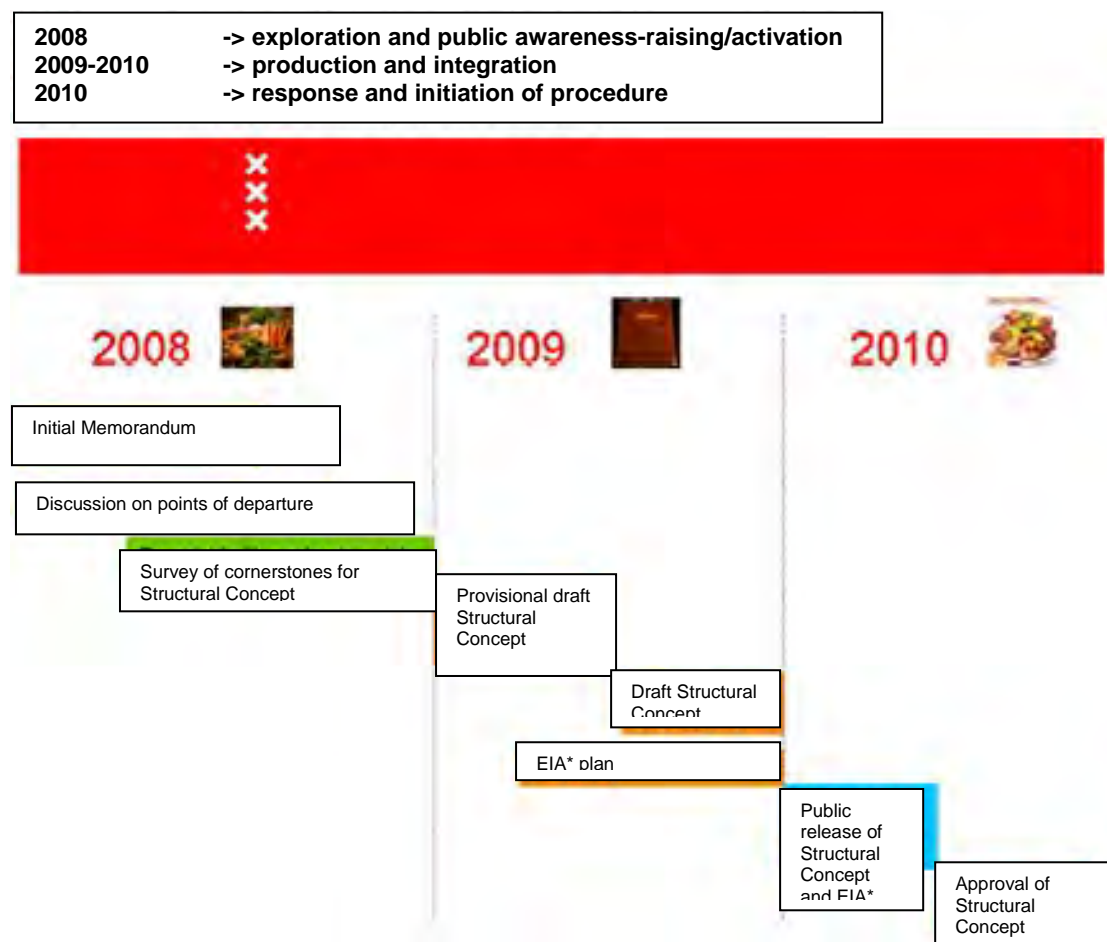 2008 -> exploration and public awareness-raising/activation
2009-2010 -> production and integration
2010 -> response and initiation of procedure
2008
2009
2010
Initial Memorandum
Discussion on points of departure
Survey of cornerstones for
Structural Concept
Provisional draft
Structural
Concept
Draft Structural
Concept
EIA* plan
Public
release of
Structural
Concept
and EIA*
Approval of
Structural
Concept